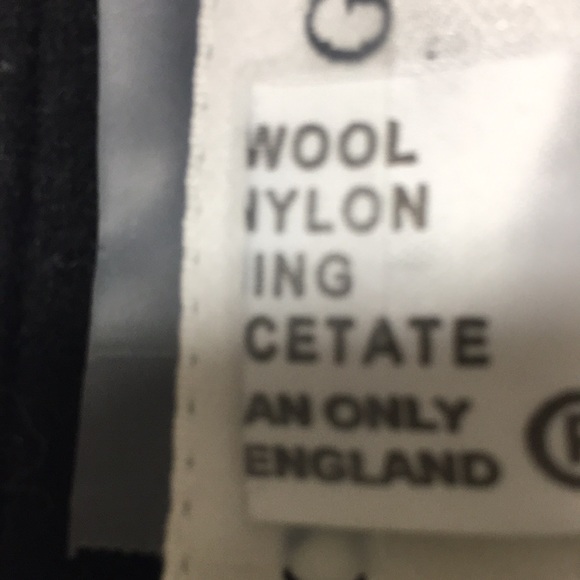 G
WOOL
NYLON
ING
CETATE
AN ONLY
ENGLAND